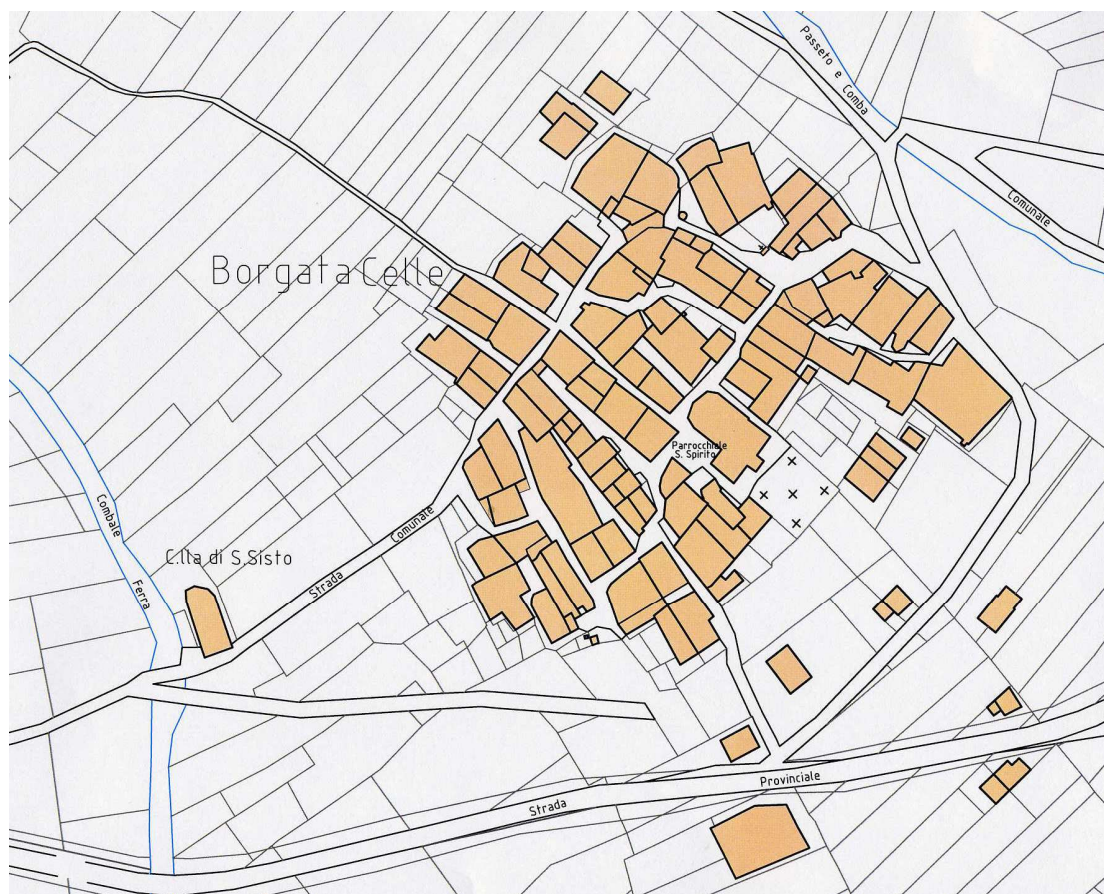 Passeto e Comba
Comunale
Borgata Celle
Parrocchiale
S. Spirito
Combale
Ferra
C.lla di S.Sisto
Strada
Comunale
Strada
Provinciale